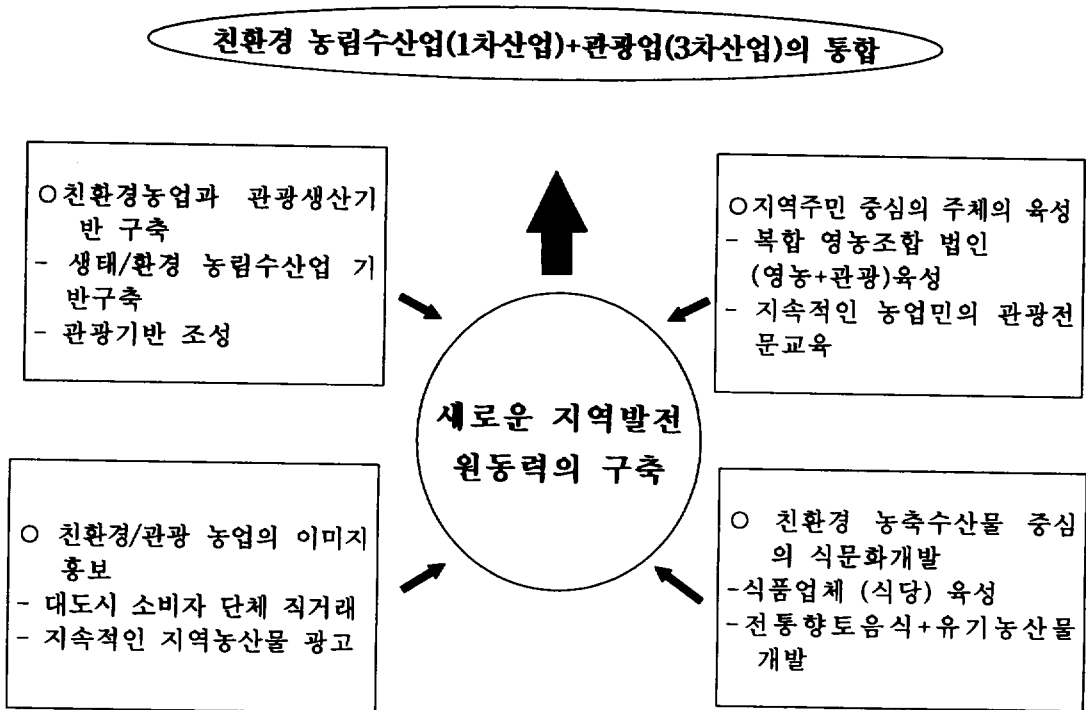 친환경 농림수산업(1차산업)+관광업(3차산업)의 통합
○친환경농업과 관광생산기
반 구축
- 생태/환경 농림수산업 기
반구축
- 관광기반 조성
○지역주민 중심의 주체의 육성
- 복합 영농조합 법인
(영농+관광)육성
- 지속적인 농업민의 관광전
문교육
새로운 지역발전
원동력의 구축
○ 친환경/관광 농업의 이미지
홍보
- 대도시 소비자 단체 직거래
- 지속적인 지역농산물 광고
○ 친환경 농축수산물 중심
의 식문화개발
-식품업체 (식당) 육성
-전통향토음식+유기농산물
개발